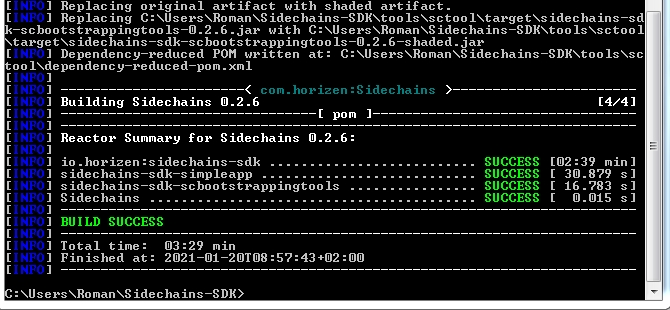 [INFO] Replacing original artifact with shaded artifact.
[INFO] Replacing C:\Users\Roman\Sidechains-SDK\tools\sctool\target\sidechains-sd
k-scbootstrappingtools-0.2.6.jar with C:\Users\Roman\Sidechains-SDK\tools\sctool
\target\sidechains-sdk-scbootstrappingtools-0.2.6-shaded.jar
[INFO] Dependency-reduced POM written at: C:\Users\Roman\Sidechains-SDK\tools\sc
tool\dependency-reduced-pom.xml
[INFO]
[INFO] -----------------------< com.horizen:Sidechains >-----------------------
[INFO] Building Sidechains 0.2.6 [4/4]
[INFO] --------------------------------[ pom ]---------------------------------
[INFO] ------------------------------------------------------------------------
[INFO] Reactor Summary for Sidechains 0.2.6:
[INFO]
[INFO] io.horizen:sidechains-sdk .......................... SUCCESS [02:39 min]
[INFO] sidechains-sdk-simpleapp ........................... SUCCESS [ 30.879 s]
[INFO] sidechains-sdk-scbootstrappingtools ................ SUCCESS [ 16.783 s]
[INFO] Sidechains ......................................... SUCCESS [ 0.015 s]
[INFO] ------------------------------------------------------------------------
[INFO] BUILD SUCCESS
[INFO] ------------------------------------------------------------------------
[INFO] Total time: 03:29 min
[INFO] Finished at: 2021-01-20T08:57:43+02:00
[INFO] ------------------------------------------------------------------------
C:\Users\Roman\Sidechains-SDK>